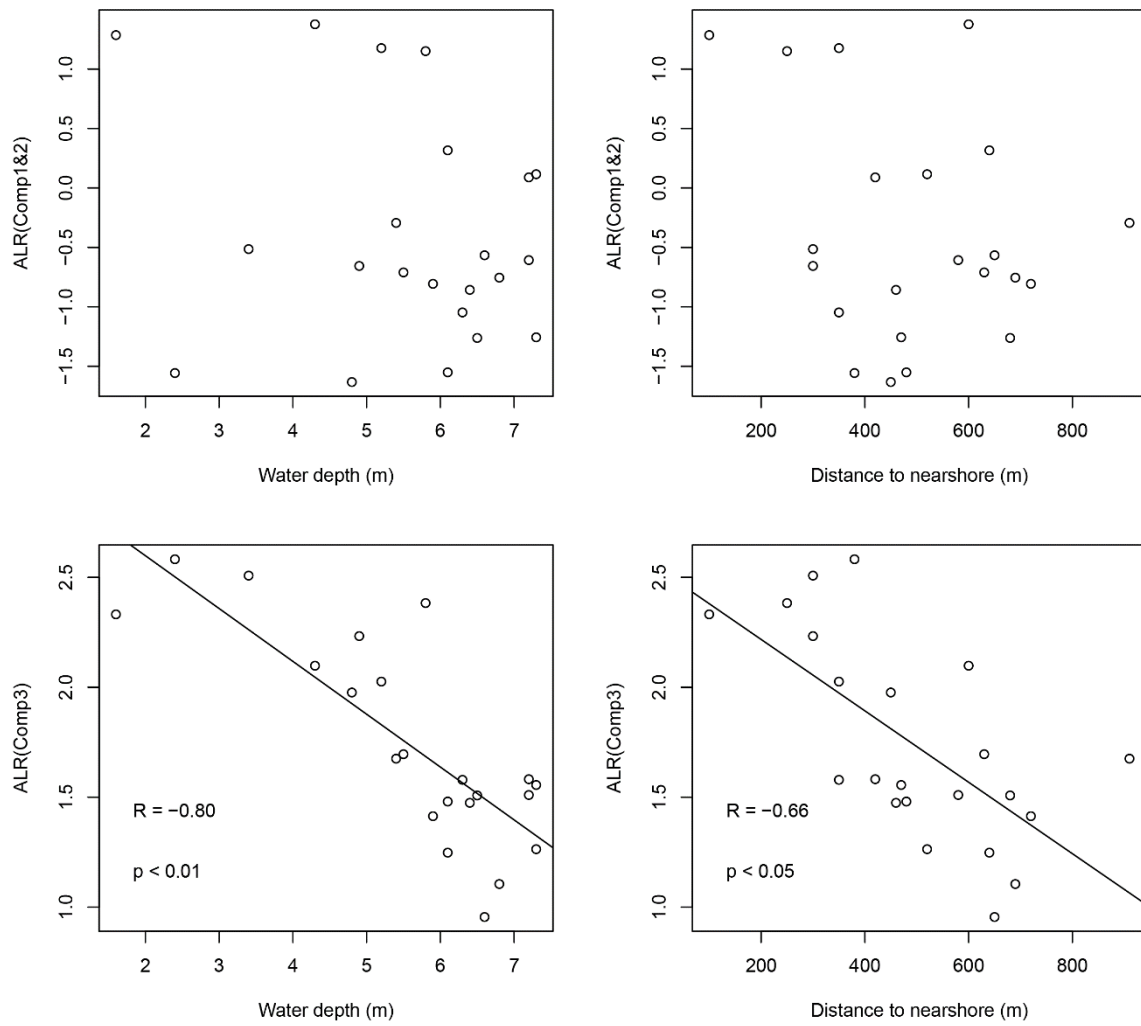 ALR(Comp1&2)
1.0
0.5
0.0
−0.5
−1.0
−1.5
2 3 4 5 6 7
Water depth (m)
ALR(Comp1&2)
1.0
0.5
0.0
−0.5
−1.0
−1.5
200 400 600 800
Distance to nearshore (m)
ALR(Comp3)
2.5
2.0
1.5
1.0
R = −0.80
p < 0.01
2 3 4 5 6 7
Water depth (m)
ALR(Comp3)
2.5
2.0
1.5
1.0
R = −0.66
p < 0.05
200 400 600 800
Distance to nearshore (m)